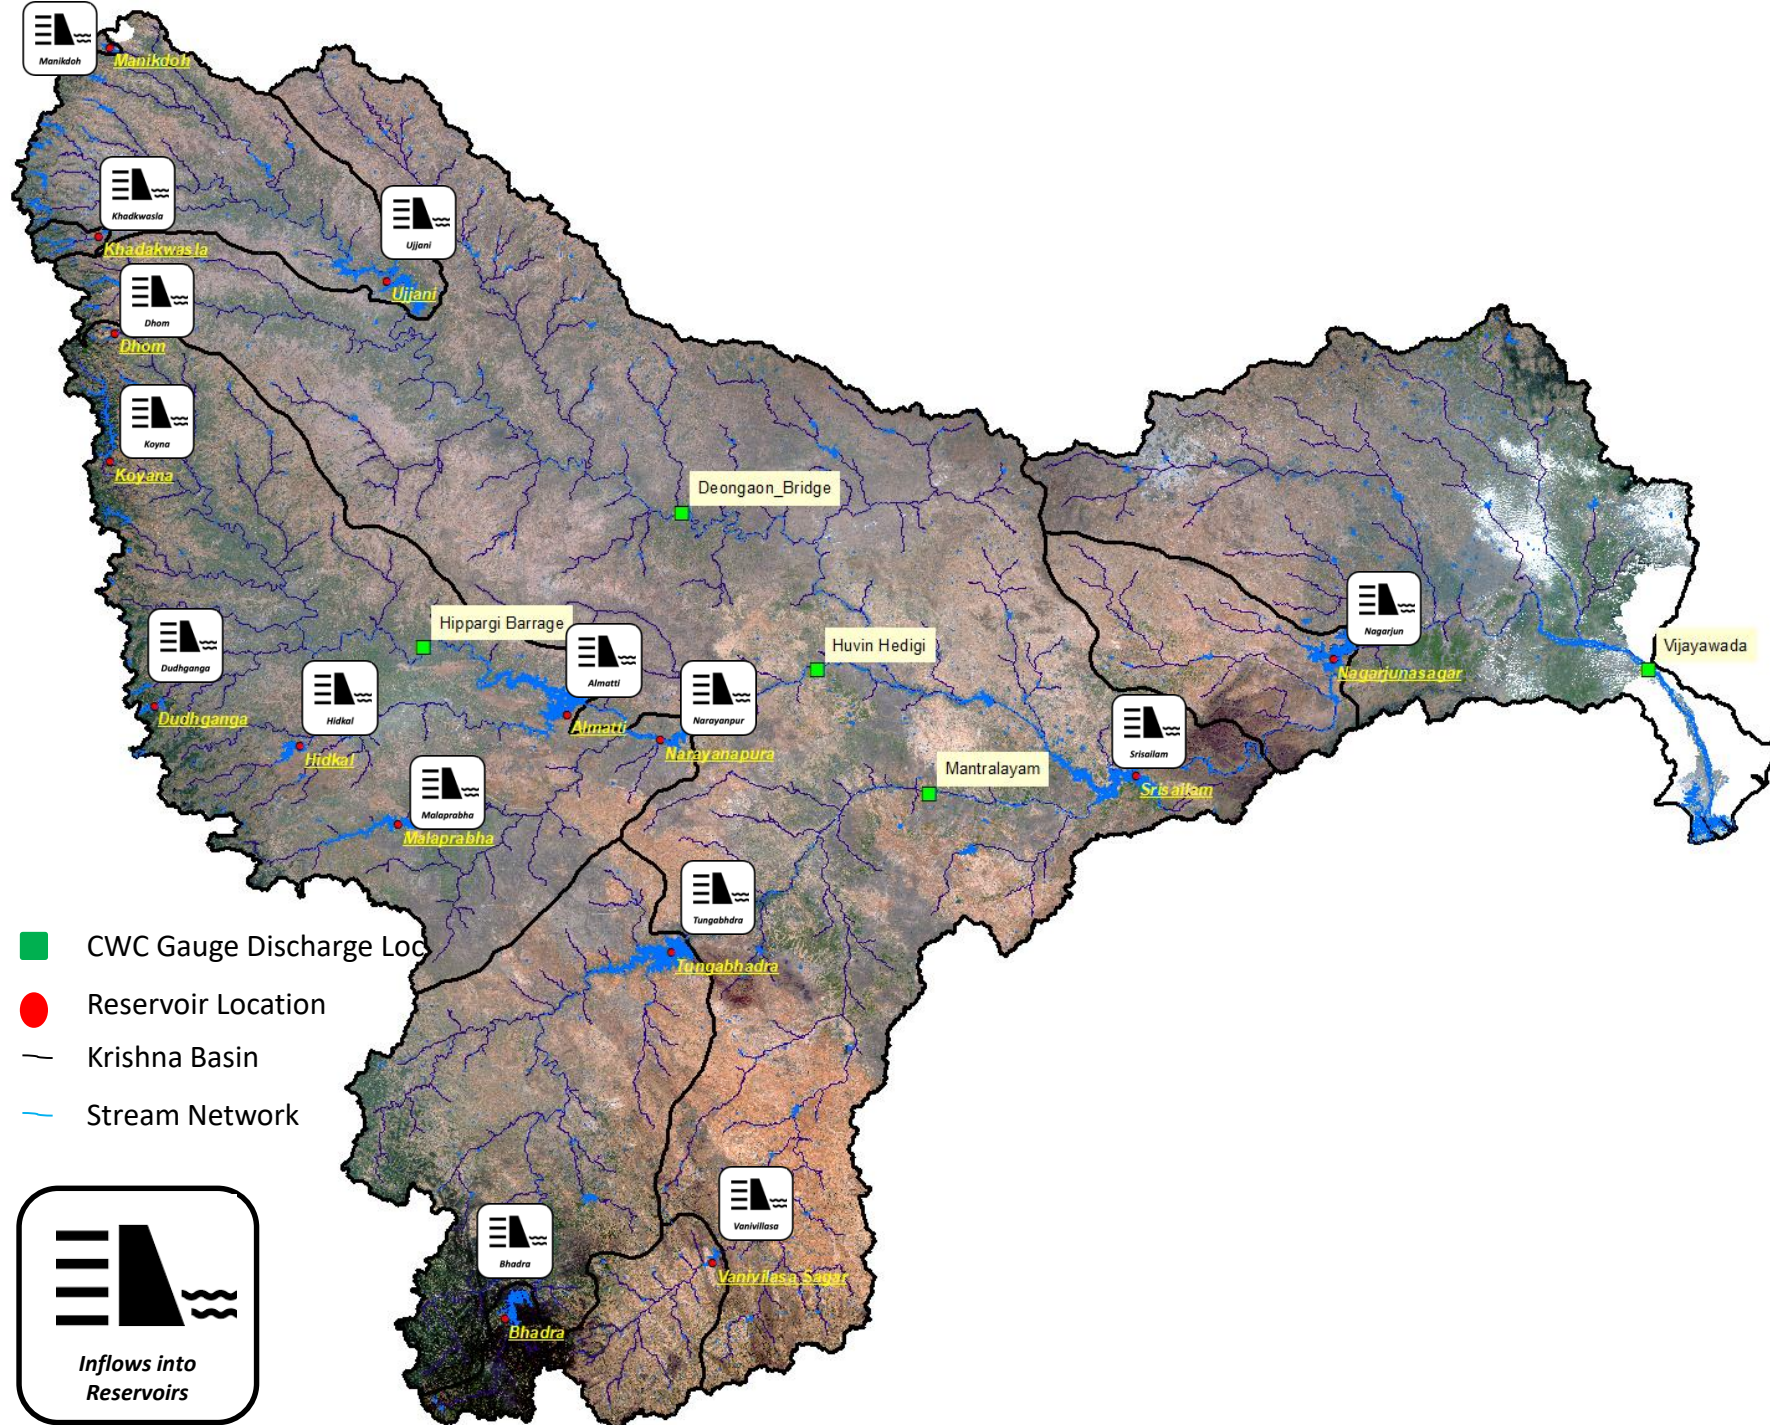 Manikdoh
Manikdoh
Khadkwasla
Khadakwasla
Ujjani
Ujjani
Dhom
Dhom
Koyna
Koyana
Deongaon_Bridge
Hippargi Barrage
Huvin Hedigi
Nagarjun
Nagarjunasagar
Vijayawada
Dudhganga
Dudhganga
Hidkal
Hidkal
Almatti
Almatti
Narayanpur
Narayanapura
Srisailam
Srisailam
Mantralayam
Malaprabha
Malaprabha
Tungabhdra
Tungabhadra
CWC Gauge Discharge Loc
Reservoir Location
Krishna Basin
Stream Network
Vanivillasa
Vanivilasa Sagar
Bhadra
Bhadra
Inflows into
Reservoirs